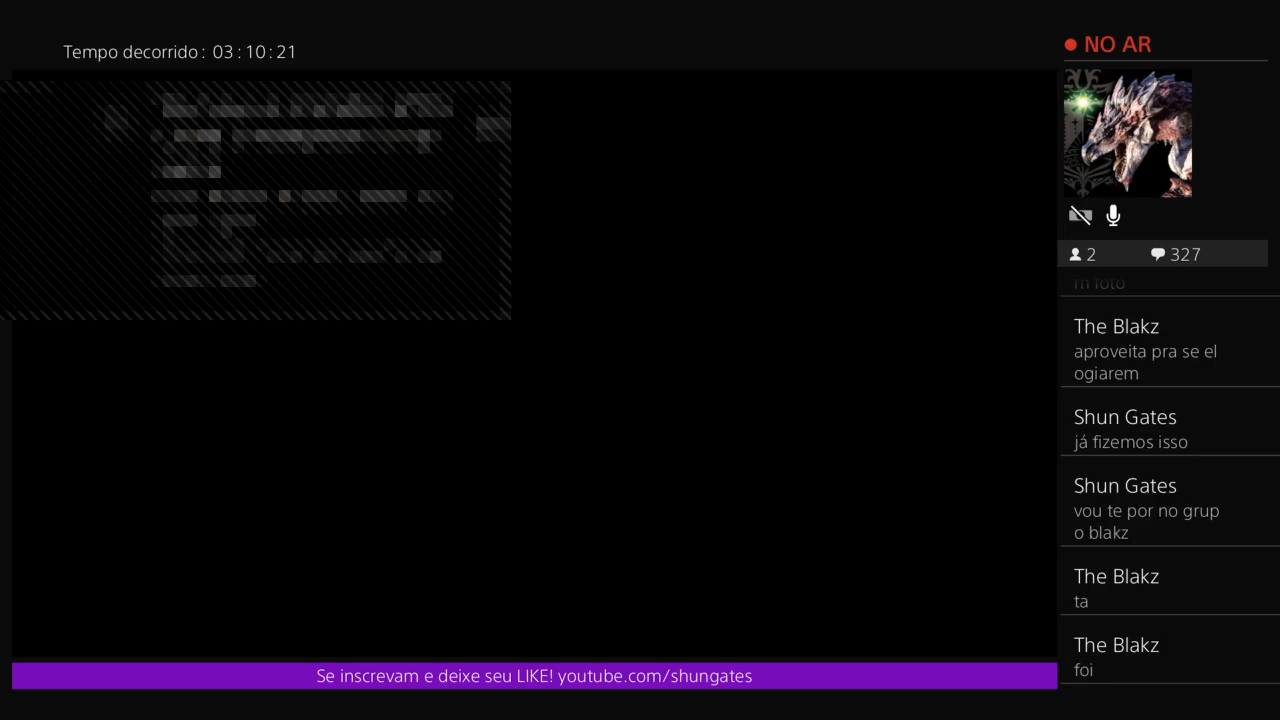 Tempo decorrido: 03:10:21
NO AR
2 327
m foto
The Blakz
aproveita pra se el
ogiarem
Shun Gates
já fizemos isso
Shun Gates
vou te por no grup
o blakz
The Blakz
ta
The Blakz
foi
Se inscrevam e deixe seu LIKE! youtube.com/shungates